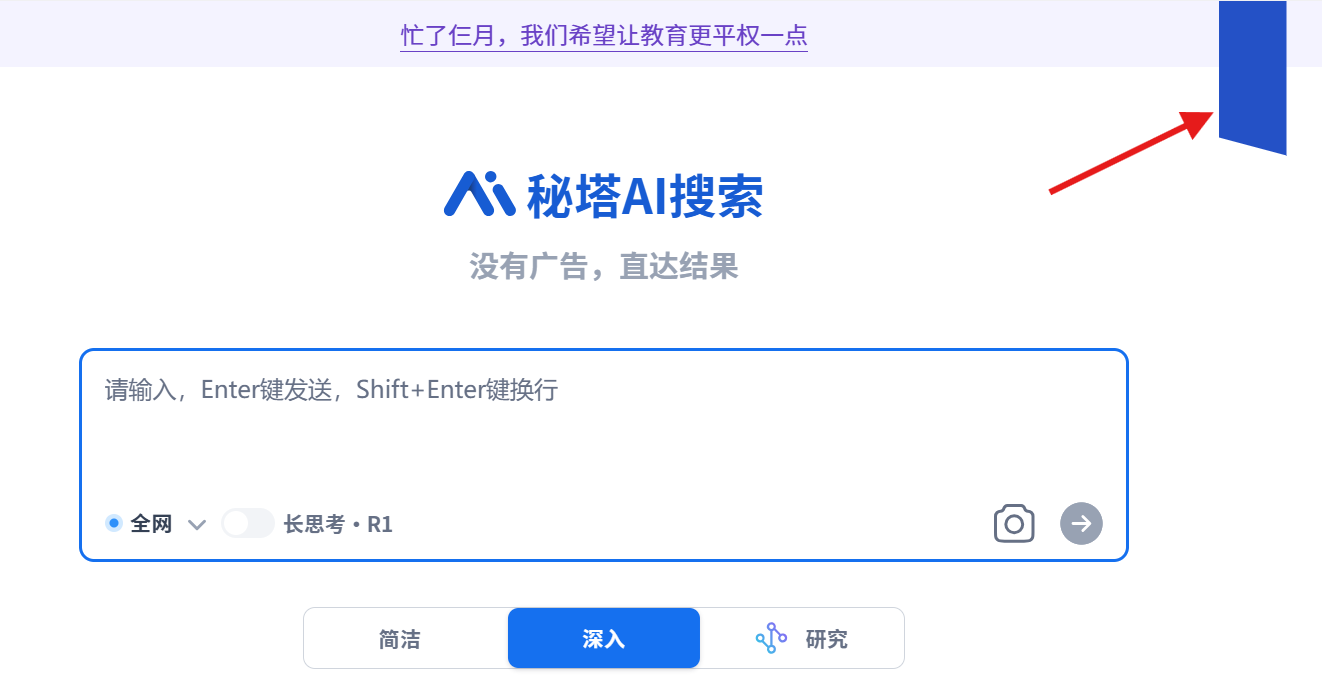 忙了仨月，我们希望让教育更平权一点
秘塔AI搜索
没有广告，直达结果
请输入，Enter键发送，Shift+Enter键换行
全网 长思考·R1
简洁 深入 研究